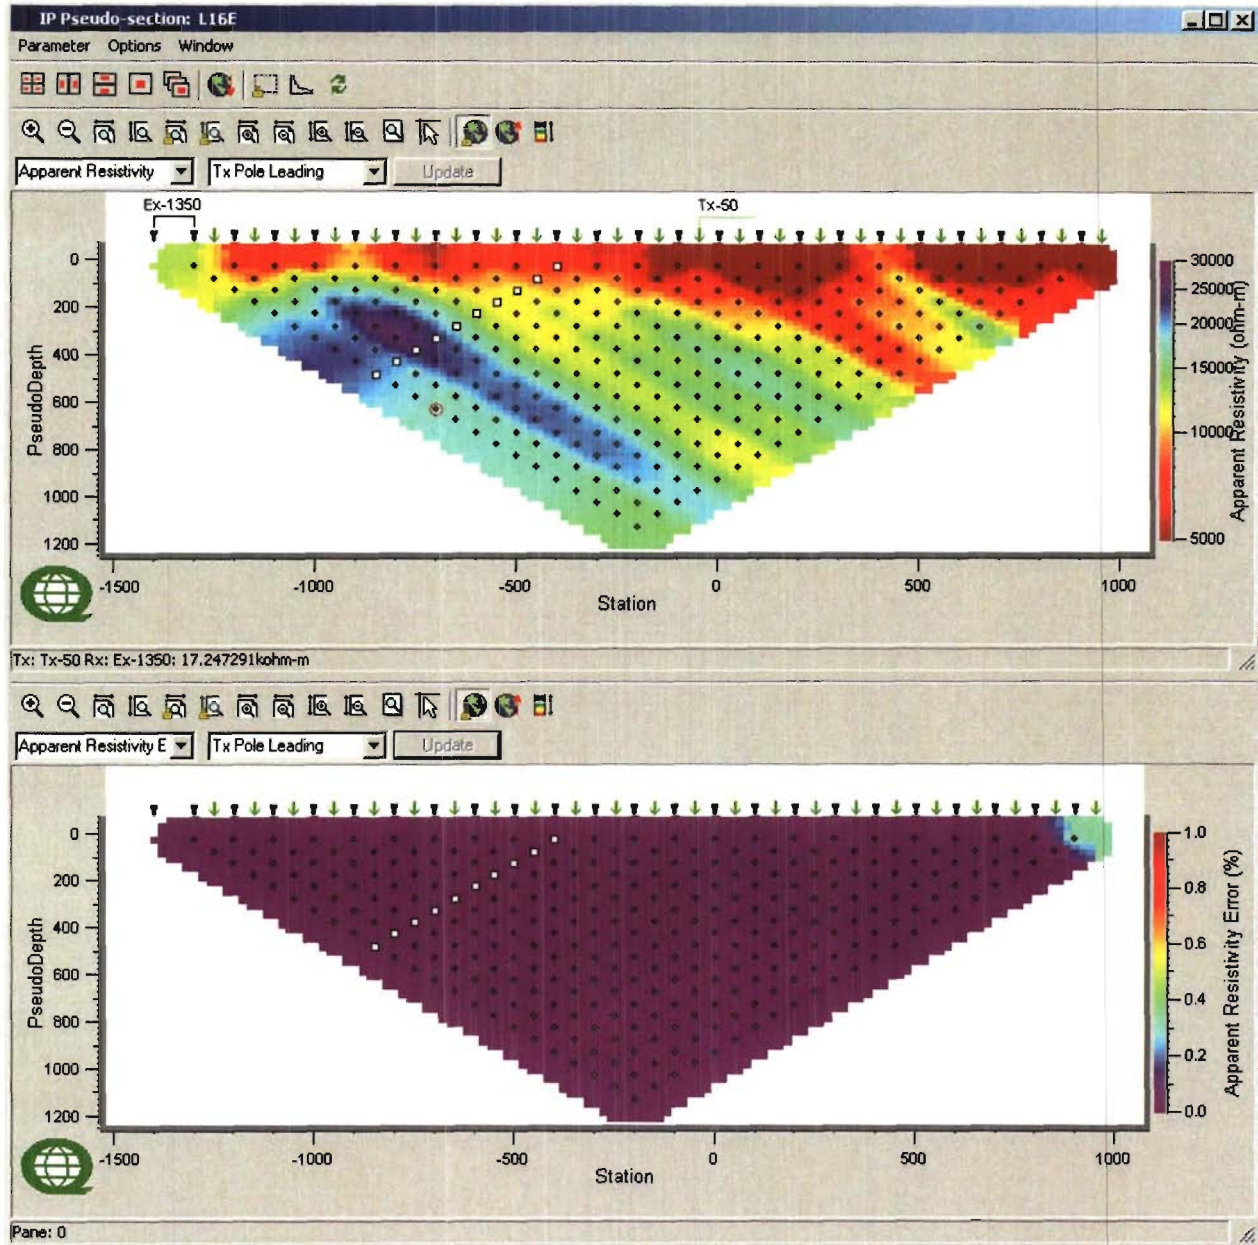 IP Pseudo-section: L16E
Parameter Options Window
Apparent Resistivity Tx Pole Leading Update
Ex-1350 Tx-50
0
200
400
600
800
1000
1200
PseudoDepth
-1500 -1000 -500 0 500 1000
Station
30000
25000
20000
15000
10000
5000
Apparent Resistivity (ohm-m)
Tx: Tx-50 Rx: Ex-1350: 17.247291kohm-m
Apparent Resistivity E Tx Pole Leading Update
0
200
400
600
800
1000
1200
PseudoDepth
-1500 -1000 -500 0 500 1000
Station
1.0
0.8
0.6
0.4
0.2
0.0
Apparent Resistivity Error (%)
Pane: 0